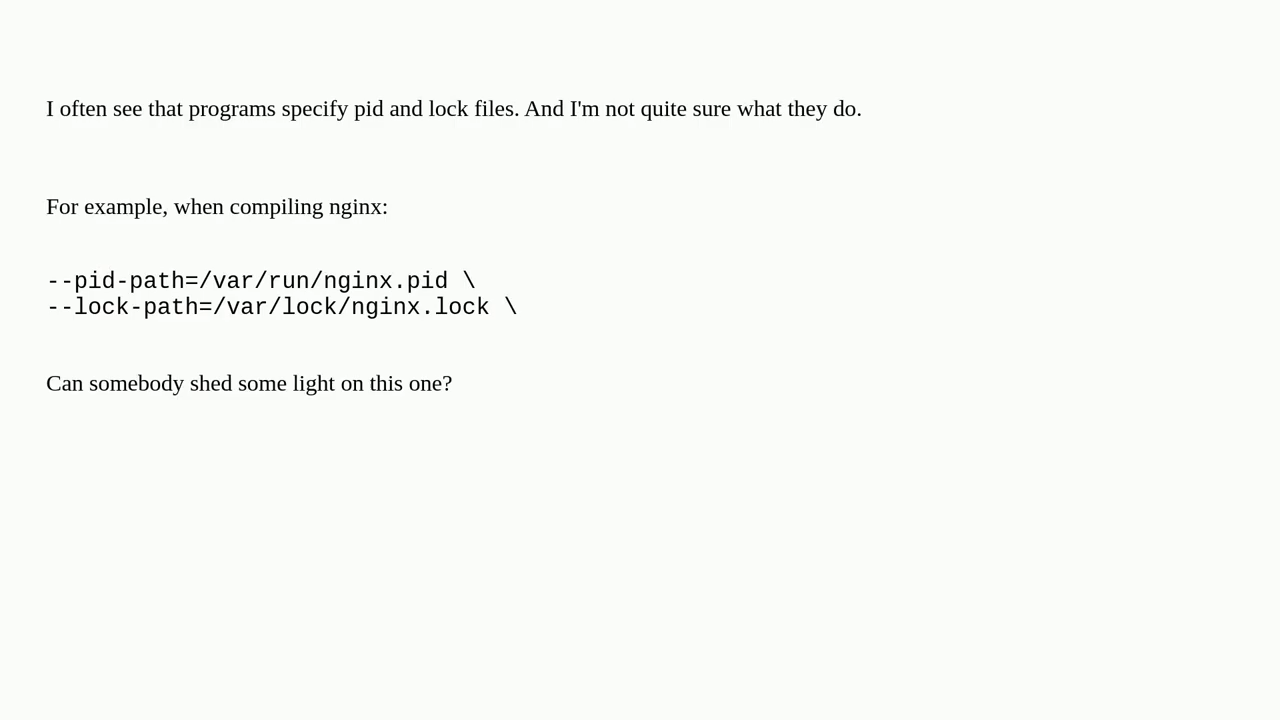 I often see that programs specify pid and lock files. And I'm not quite sure what they do.
For example, when compiling nginx:
--pid-path=/var/run/nginx.pid \
--lock-path=/var/lock/nginx.lock \
Can somebody shed some light on this one?